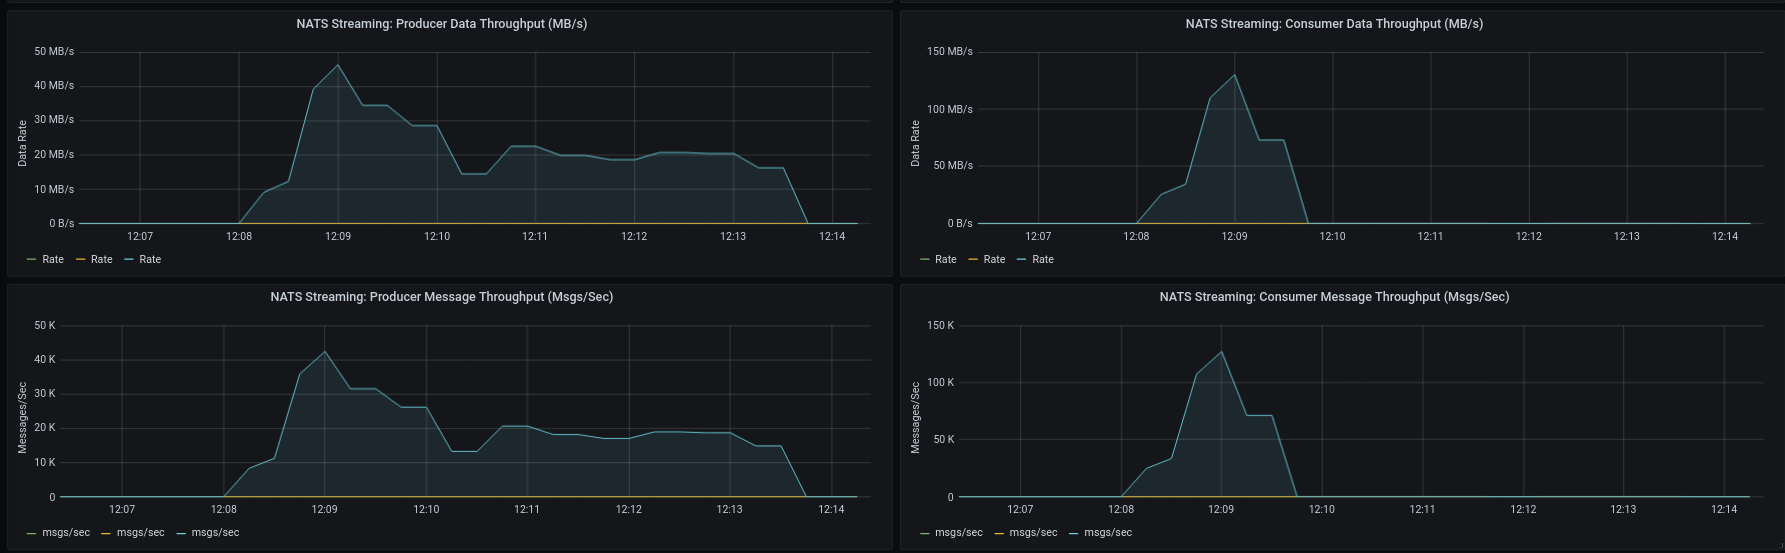 NATS Streaming: Producer Data Throughput (MB/s)
50 MB/s
40 MB/s
30 MB/s
20 MB/s
10 MB/s
0 B/s
Data Rate
12:07 12:08 12:09 12:10 12:11 12:12 12:13 12:14
Rate Rate Rate
NATS Streaming: Consumer Data Throughput (MB/s)
150 MB/s
100 MB/s
50 MB/s
0 B/s
Data Rate
12:07 12:08 12:09 12:10 12:11 12:12 12:13 12:14
Rate Rate Rate
NATS Streaming: Producer Message Throughput (Msgs/Sec)
50 K
40 K
30 K
20 K
10 K
0
Messages/Sec
12:07 12:08 12:09 12:10 12:11 12:12 12:13 12:14
msgs/sec msgs/sec msgs/sec
NATS Streaming: Consumer Message Throughput (Msgs/Sec)
150 K
100 K
50 K
0
Messages/Sec
12:07 12:08 12:09 12:10 12:11 12:12 12:13 12:14
msgs/sec msgs/sec msgs/sec